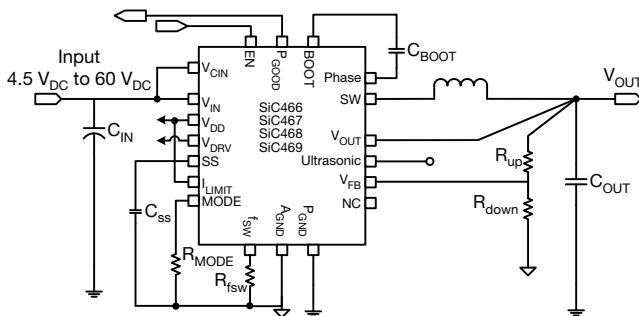 Input
4.5 VDC to 60 VDC
CIN
EN
PGOOD
BOOT
CBOOT
VCIN
VIN
VDD
VDRV
SS
ILIMIT
MODE
SiC466
SiC467
SiC468
SiC469
Phase
SW
VOUT
Ultrasonic
VFB
NC
fSW
AGND
PGND
Css
RMODE
Rfsw
VOUT
Rup
Rdown
COUT